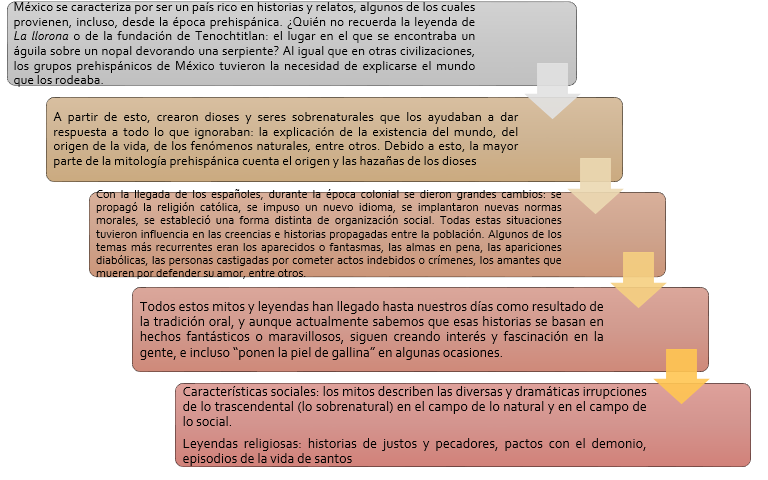 México se caracteriza por ser un país rico en historias y relatos, algunos de los cuales
provienen, incluso, desde la época prehispánica. ¿Quién no recuerda la leyenda de
La llorona o de la fundación de Tenochtitlan: el lugar en el que se encontraba un
águila sobre un nopal devorando una serpiente? Al igual que en otras civilizaciones,
los grupos prehispánicos de México tuvieron la necesidad de explicarse el mundo
que los rodeaba.
A partir de esto, crearon dioses y seres sobrenaturales que los ayudaban a dar
respuesta a todo lo que ignoraban: la explicación de la existencia del mundo, del
origen de la vida, de los fenómenos naturales, entre otros. Debido a esto, la mayor
parte de la mitología prehispánica cuenta el origen y las hazañas de los dioses
Con la llegada de los españoles, durante la época colonial se dieron grandes cambios: se
propagó la religión católica, se impuso un nuevo idioma, se implantaron nuevas normas
morales, se estableció una forma distinta de organización social. Todas estas situaciones
tuvieron influencia en las creencias e historias propagadas entre la población. Algunos de los
temas más recurrentes eran los aparecidos o fantasmas, las almas en pena, las apariciones
diabólicas, las personas castigadas por cometer actos indebidos o crímenes, los amantes que
mueren por defender su amor, entre otros.
Todos estos mitos y leyendas han llegado hasta nuestros días como resultado de
la tradición oral, y aunque actualmente sabemos que esas historias se basan en
hechos fantásticos o maravillosos, siguen creando interés y fascinación en la
gente, e incluso “ponen la piel de gallina” en algunas ocasiones.
Características sociales: los mitos describen las diversas y dramáticas irrupciones
de lo trascendental (lo sobrenatural) en el campo de lo natural y en el campo de
lo social.
Leyendas religiosas: historias de justos y pecadores, pactos con el demonio,
episodios de la vida de santos